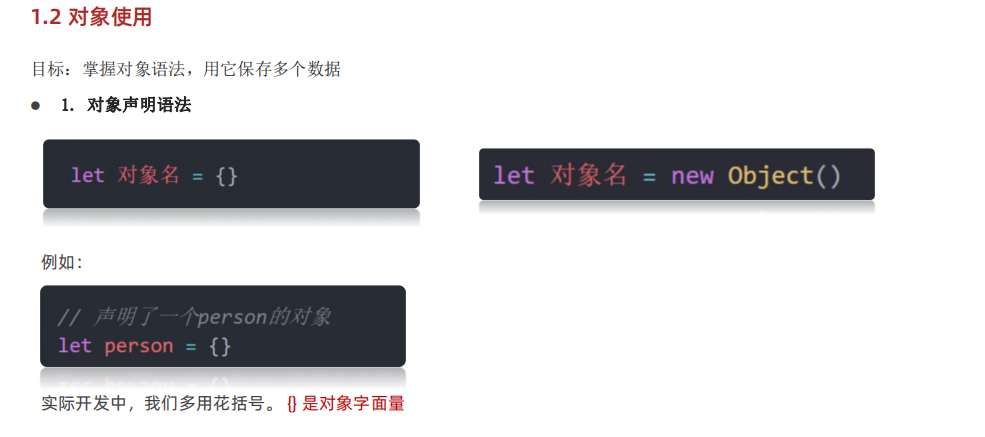 1.2 对象使用
目标：掌握对象语法，用它保存多个数据
● 1. 对象声明语法
let 对象名 = {}
let 对象名 = new Object()
例如：
// 声明了一个person的对象
let person = {}
实际开发中，我们多用花括号。 {} 是对象字面量